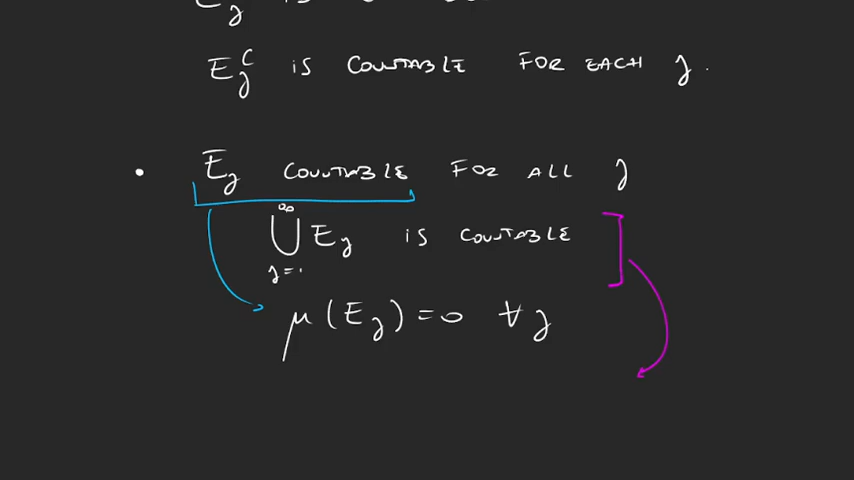 E_j^C is COUNTABLE FOR EACH j.
• E_j COUNTABLE FOR ALL j
∞
⋃ E_j is COUNTABLE
j=1
μ(E_j) = 0 ∀j